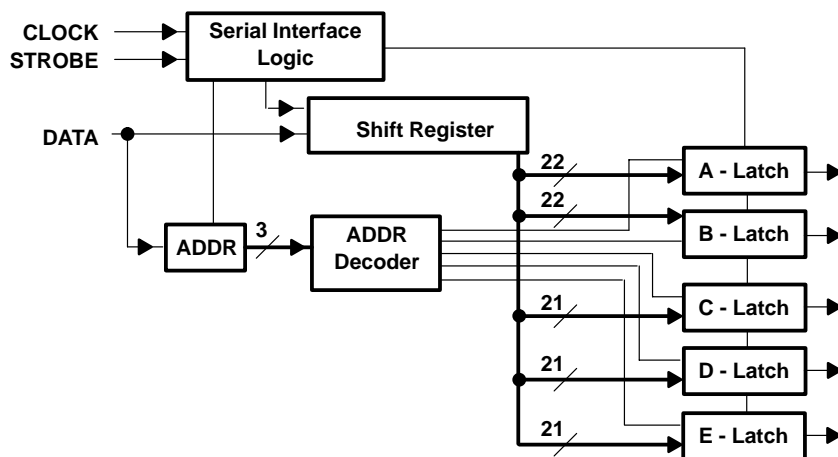 CLOCK
STROBE
Serial Interface
Logic
DATA
Shift Register
22
A - Latch
22
B - Latch
ADDR
3
ADDR
Decoder
21
C - Latch
21
D - Latch
21
E - Latch